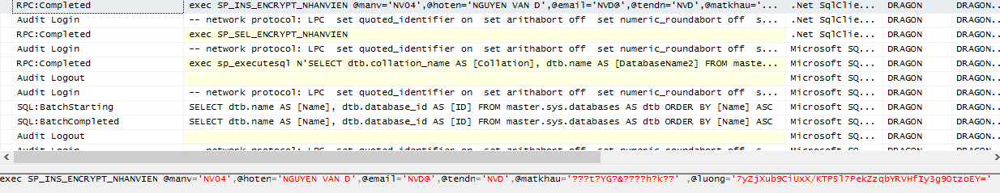 RPC:Completed exec SP_INS_ENCRYPT_NHANVIEN @manv='NV04',@hoten='NGUYEN VAN D',@email='NVD@',@tendn='NVD',@matkhau='... .Net SqlClie... DRAGON DRAGON..
Audit Login -- network protocol: LPC set quoted_identifier on set arithabort off set numeric_roundabort off s... .Net SqlClie... DRAGON DRAGON..
RPC:Completed exec SP_SEL_ENCRYPT_NHANVIEN .Net SqlClie... DRAGON DRAGON..
Audit Login -- network protocol: LPC set quoted_identifier on set arithabort off set numeric_roundabort off s... Microsoft SQ... DRAGON DRAGON..
RPC:Completed exec sp_executesql N'SELECT dtb.collation_name AS [Collation], dtb.name AS [DatabaseName2] FROM maste... Microsoft SQ... DRAGON DRAGON..
Audit Logout Microsoft SQ... DRAGON DRAGON..
Audit Login -- network protocol: LPC set quoted_identifier on set arithabort off set numeric_roundabort off s... Microsoft SQ... DRAGON DRAGON..
SQL:BatchStarting SELECT dtb.name AS [Name], dtb.database_id AS [ID] FROM master.sys.databases AS dtb ORDER BY [Name] ASC Microsoft SQ... DRAGON DRAGON..
SQL:BatchCompleted SELECT dtb.name AS [Name], dtb.database_id AS [ID] FROM master.sys.databases AS dtb ORDER BY [Name] ASC Microsoft SQ... DRAGON DRAGON..
Audit Logout Microsoft SQ... DRAGON DRAGON..
exec SP_INS_ENCRYPT_NHANVIEN @manv='NV04',@hoten='NGUYEN VAN D',@email='NVD@',@tendn='NVD',@matkhau='???t?YG?&????h?k??' ,@luong='7yZjXub9CiUxX/KTP5l7PekZzqbYRVHfIy3g9OtzoEY='